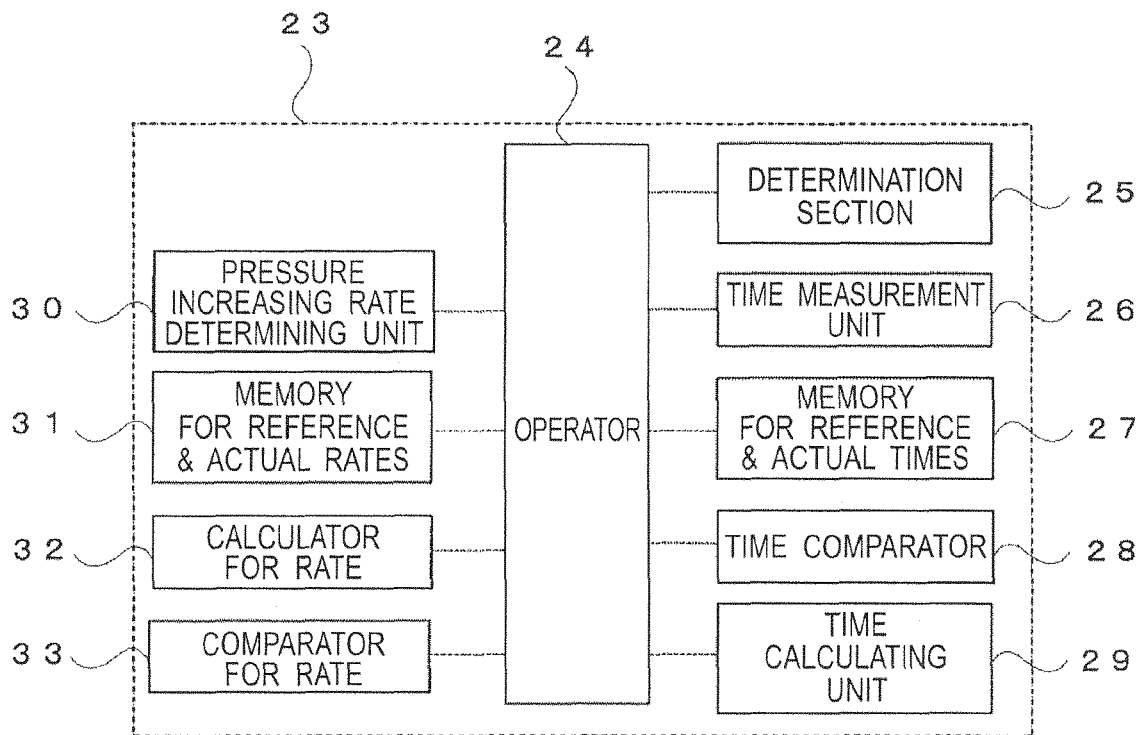 23
24
DETERMINATION
SECTION
25
PRESSURE
INCREASING RATE
DETERMINING UNIT
30
TIME MEASUREMENT
UNIT
26
MEMORY
FOR REFERENCE
& ACTUAL RATES
31
OPERATOR
MEMORY
FOR REFERENCE
& ACTUAL TIMES
27
CALCULATOR
FOR RATE
32
TIME COMPARATOR
28
COMPARATOR
FOR RATE
33
TIME
CALCULATING
UNIT
29